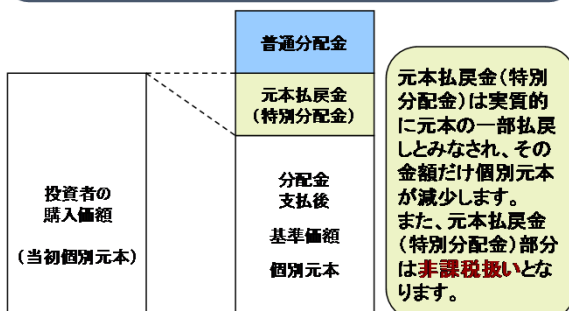 普通分配金
元本払戻金
(特別分配金)
投資者の
購入価額
(当初個別元本)
分配金
支払後
基準価額
個別元本
元本払戻金(特別
分配金)は実質的
に元本の一部払戻
しとみなされ、その
金額だけ個別元本
が減少します。
また、元本払戻金
(特別分配金)部分
は非課税扱いとな
ります。